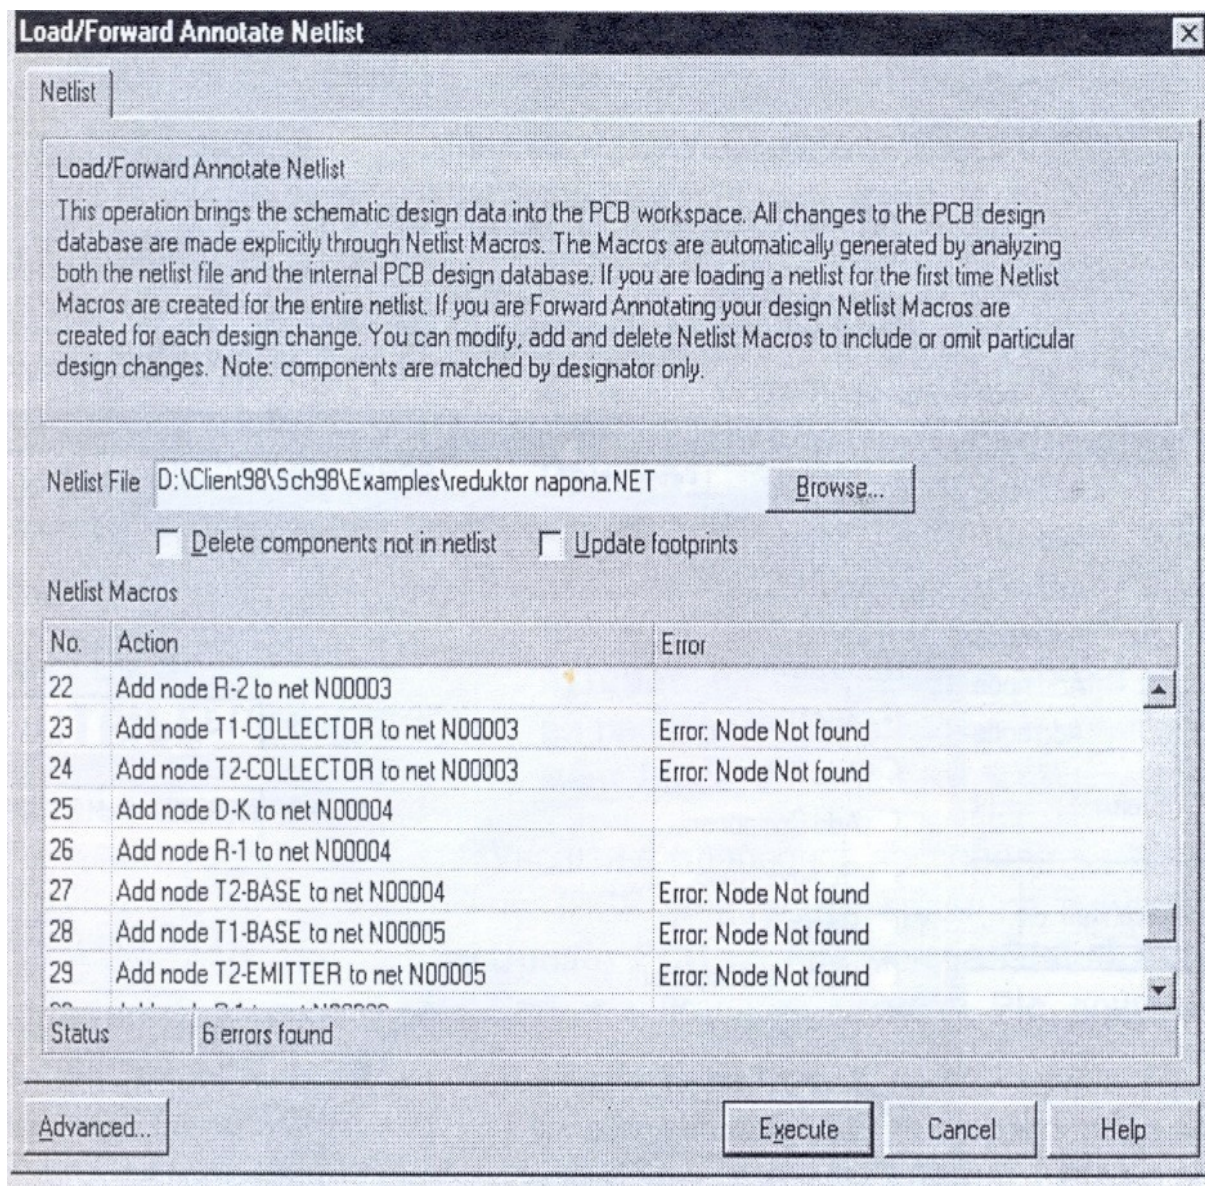 Load/Forward Annotate Netlist
Netlist
Load/Forward Annotate Netlist
This operation brings the schematic design data into the PCB workspace. All changes to the PCB design
database are made explicitly through Netlist Macros. The Macros are automatically generated by analyzing
both the netlist file and the internal PCB design database. If you are loading a netlist for the first time Netlist
Macros are created for the entire netlist. If you are Forward Annotating your design Netlist Macros are
created for each design change. You can modify, add and delete Netlist Macros to include or omit particular
design changes.  Note: components are matched by designator only.
Netlist File D:\Client98\Sch98\Examples\reduktor napona.NET Browse...
Delete components not in netlist Update footprints
Netlist Macros
No. Action Error
22 Add node R-2 to net N00003
23 Add node T1-COLLECTOR to net N00003 Error: Node Not found
24 Add node T2-COLLECTOR to net N00003 Error: Node Not found
25 Add node D-K to net N00004
26 Add node R-1 to net N00004
27 Add node T2-BASE to net N00004 Error: Node Not found
28 Add node T1-BASE to net N00005 Error: Node Not found
29 Add node T2-EMITTER to net N00005 Error: Node Not found
Status 6 errors found
Advanced... Execute Cancel Help